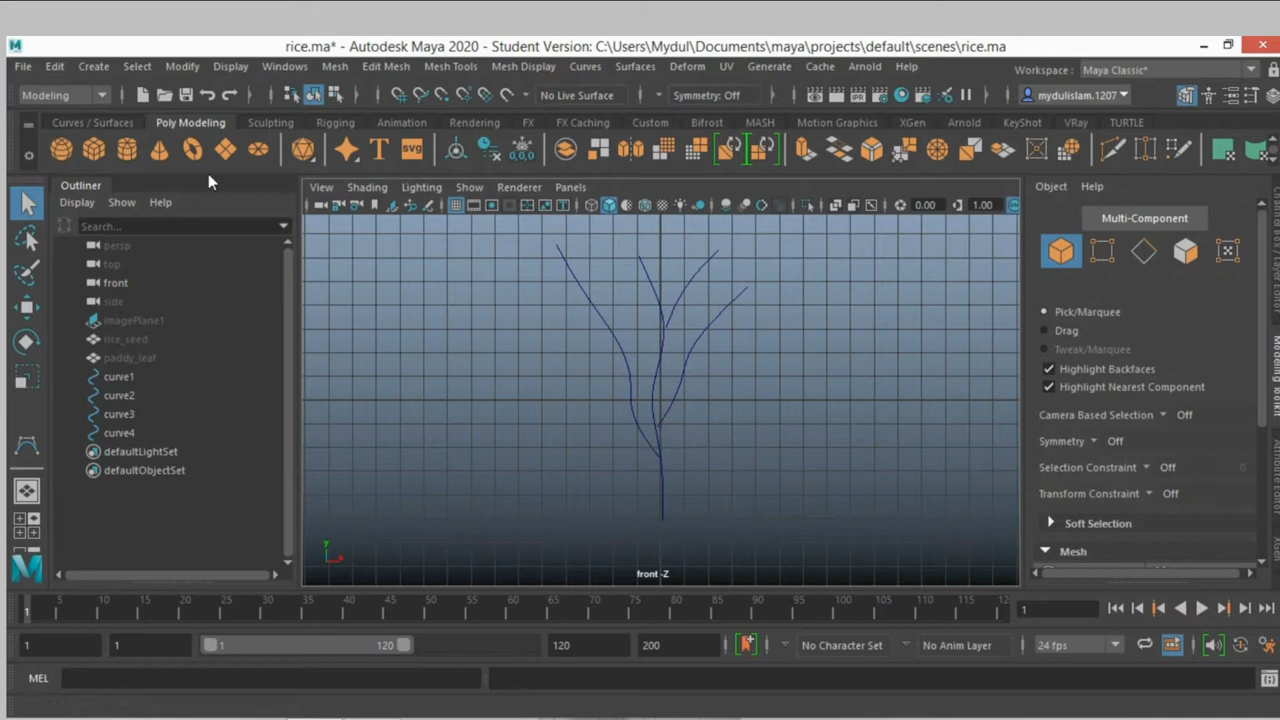 rice.ma* - Autodesk Maya 2020 - Student Version: C:\Users\Mydul\Documents\maya\projects\default\scenes\rice.ma
File Edit Create Select Modify Display Windows Mesh Edit Mesh Mesh Tools Mesh Display Curves Surfaces Deform UV Generate Cache Arnold Help
Workspace : Maya Classic*
Modeling
No Live Surface
Symmetry: Off
mydulislam.1207
Curves / Surfaces Poly Modeling Sculpting Rigging Animation Rendering FX FX Caching Custom Bifrost MASH Motion Graphics XGen Arnold KeyShot VRay TURTLE
T
SVG
0,0,0
Outliner
Display Show Help
Search...
persp
top
front
side
imagePlane1
rice_seed
paddy_leaf
curve1
curve2
curve3
curve4
defaultLightSet
defaultObjectSet
View Shading Lighting Show Renderer Panels
0.00
1.00
y
front -Z
Object Help
Multi-Component
Pick/Marquee
Drag
Tweak/Marquee
Highlight Backfaces
Highlight Nearest Component
Camera Based Selection Off
Symmetry Off
Selection Constraint Off 0
Transform Constraint Off
Soft Selection
Mesh
5 10 15 20 25 30 35 40 45 50 55 60 65 70 75 80 85 90 95 100 105 110 115 12
1
1
1
1
1
120
120
200
No Character Set
No Anim Layer
24 fps
MEL